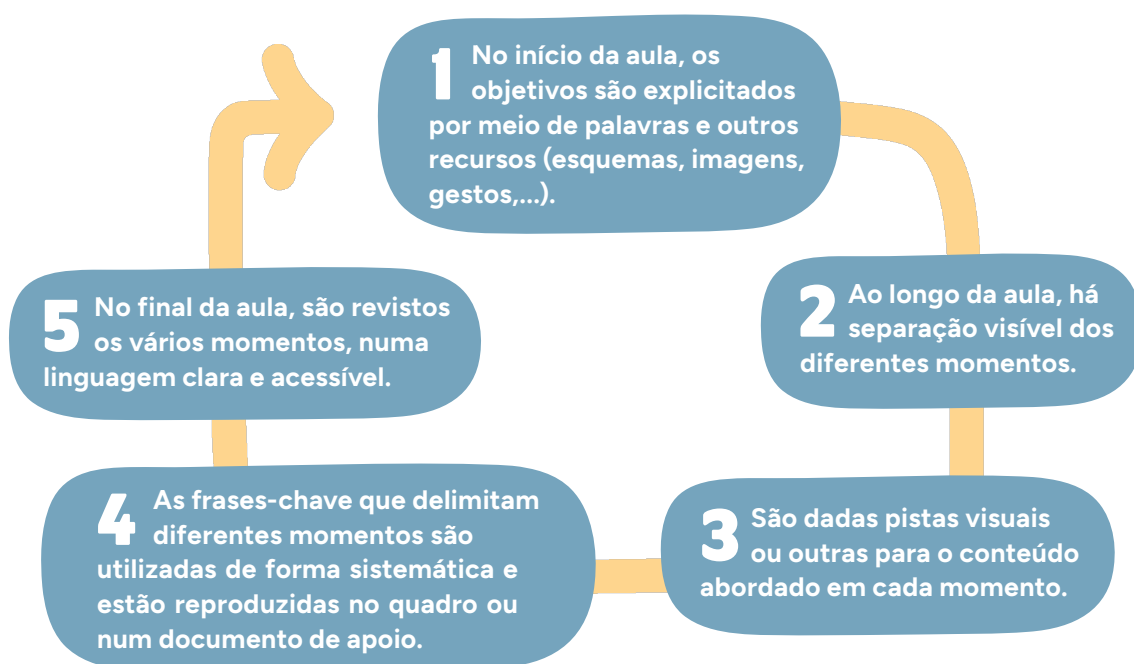 1 No início da aula, os
objetivos são explicitados
por meio de palavras e outros
recursos (esquemas, imagens,
gestos,...).
2 Ao longo da aula, há
separação visível dos
diferentes momentos.
3 São dadas pistas visuais
ou outras para o conteúdo
abordado em cada momento.
4 As frases-chave que delimitam
diferentes momentos são
utilizadas de forma sistemática e
estão reproduzidas no quadro ou
num documento de apoio.
5 No final da aula, são revistos
os vários momentos, numa
linguagem clara e acessível.